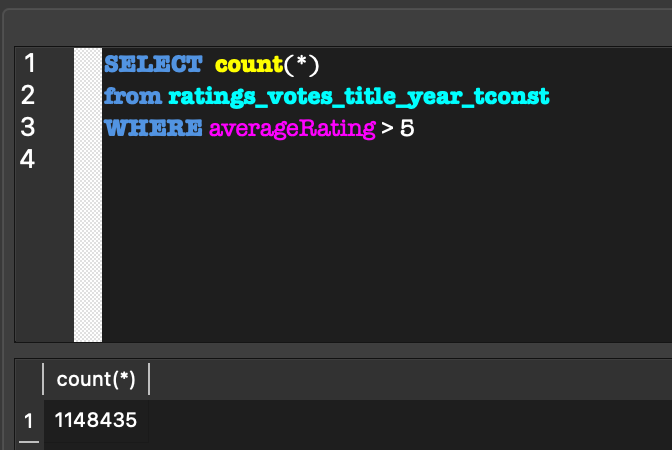 1 SELECT count(*)
2 from ratings_votes_title_year_tconst
3 WHERE averageRating > 5
4
count(*)
1 1148435